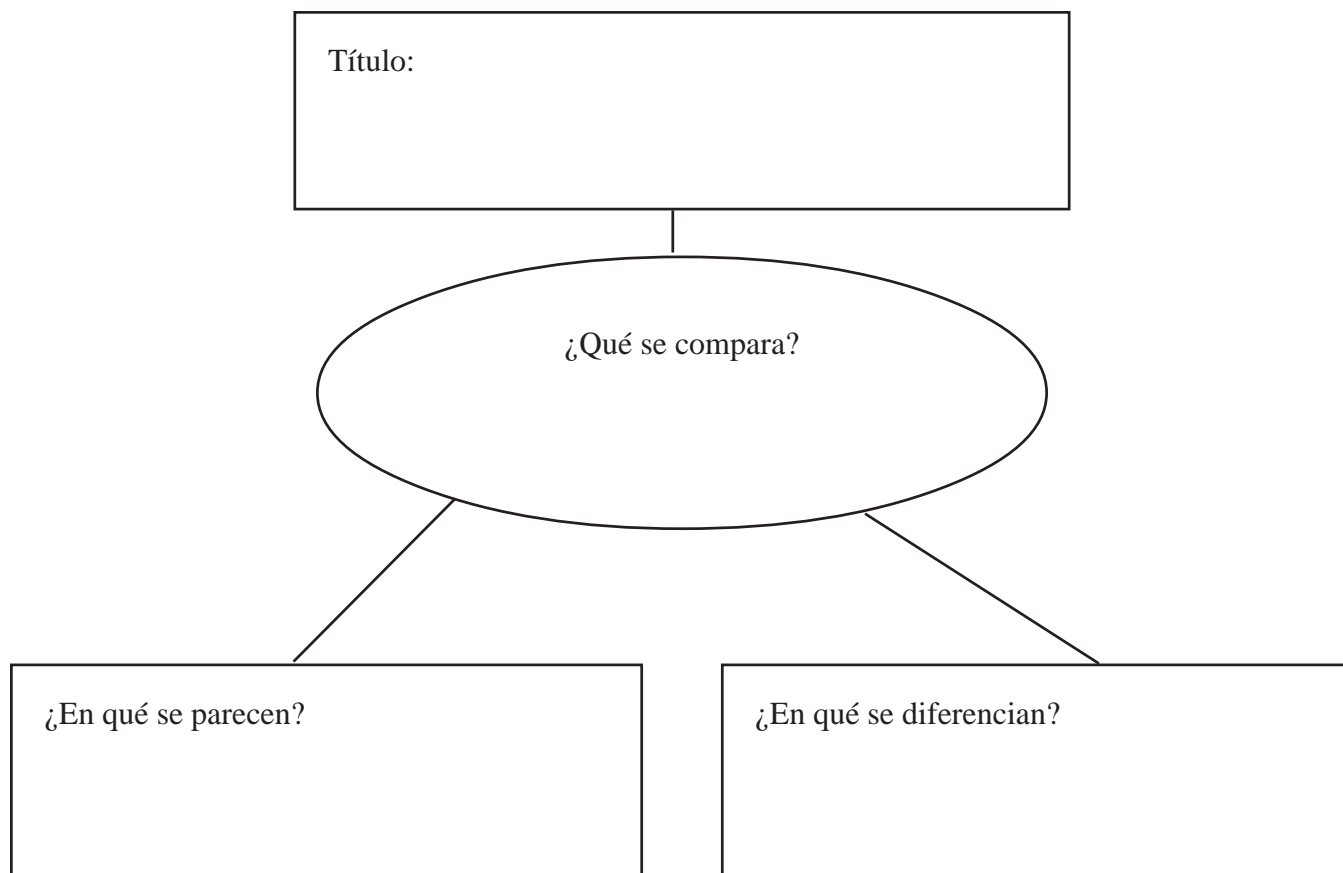 Título:
¿Qué se compara?
¿En qué se parecen?
¿En qué se diferencian?